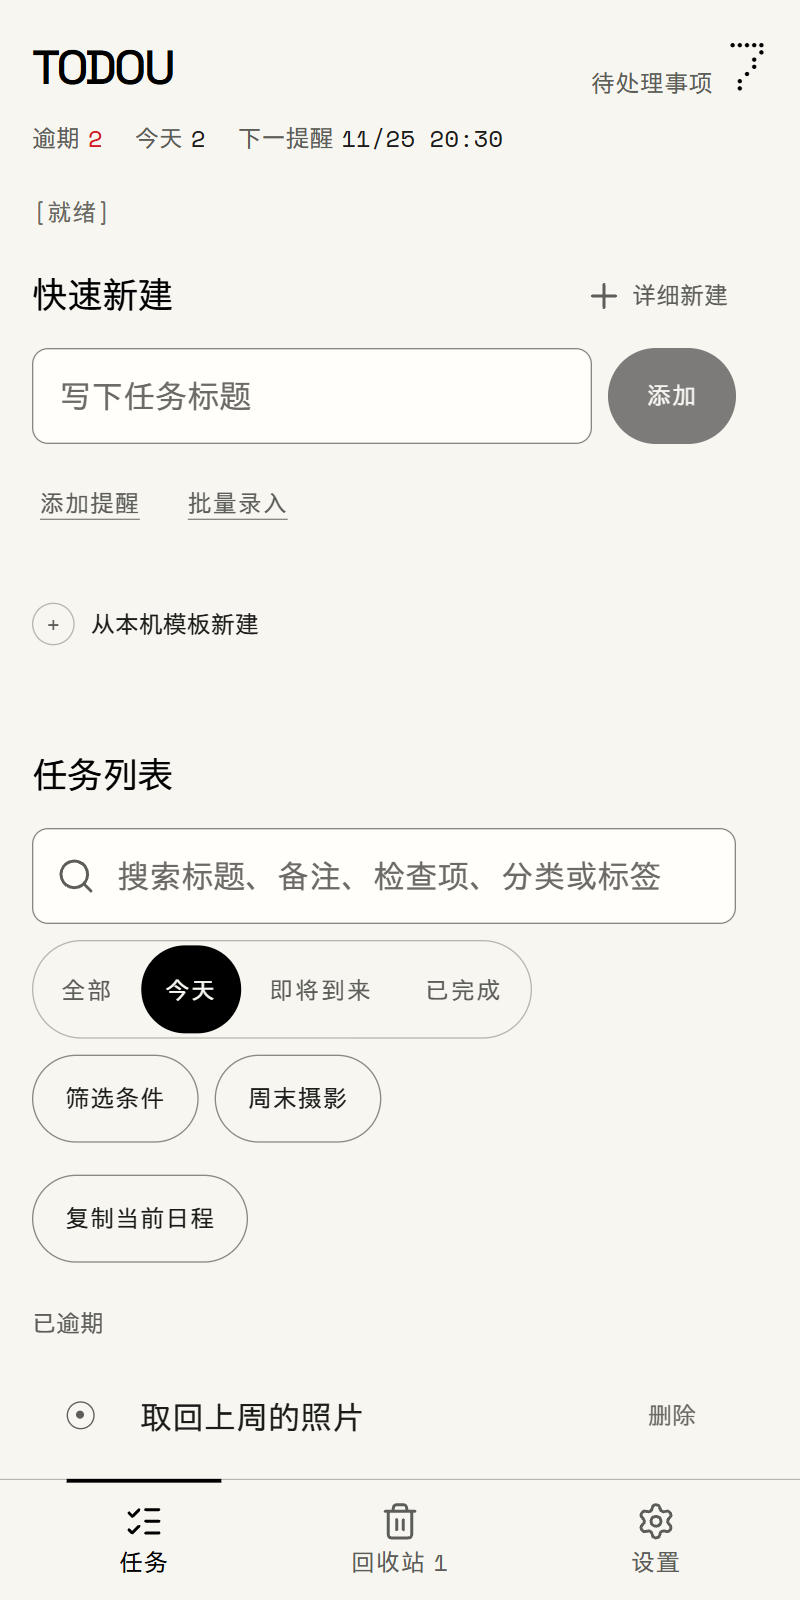 TODOU
待处理事项 7
逾期 2 今天 2 下一提醒 11/25 20:30
[就绪]
快速新建
+ 详细新建
写下任务标题
添加
添加提醒 批量录入
+ 从本机模板新建
任务列表
搜索标题、备注、检查项、分类或标签
全部 今天 即将到来 已完成
筛选条件 周末摄影
复制当前日程
已逾期
取回上周的照片 删除
任务 回收站 1 设置